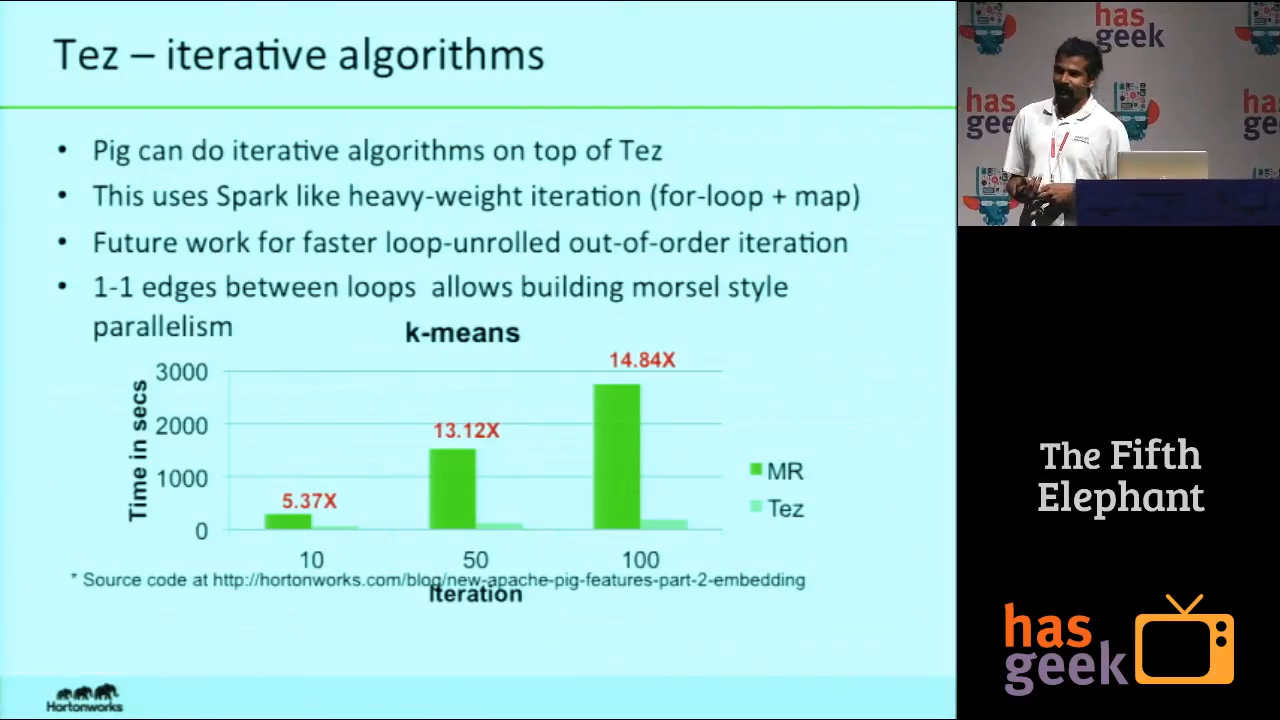 Tez – iterative algorithms
• Pig can do iterative algorithms on top of Tez
• This uses Spark like heavy-weight iteration (for-loop + map)
• Future work for faster loop-unrolled out-of-order iteration
• 1-1 edges between loops allows building morsel style
parallelism
k-means
Time in secs
3000
2000
1000
0
5.37X
13.12X
14.84X
10
50
100
Iteration
MR
Tez
* Source code at http://hortonworks.com/blog/new-apache-pig-features-part-2-embedding
Hortonworks
has
geek
has
geek
has
ge
The Fifth
Elephant
has
geek